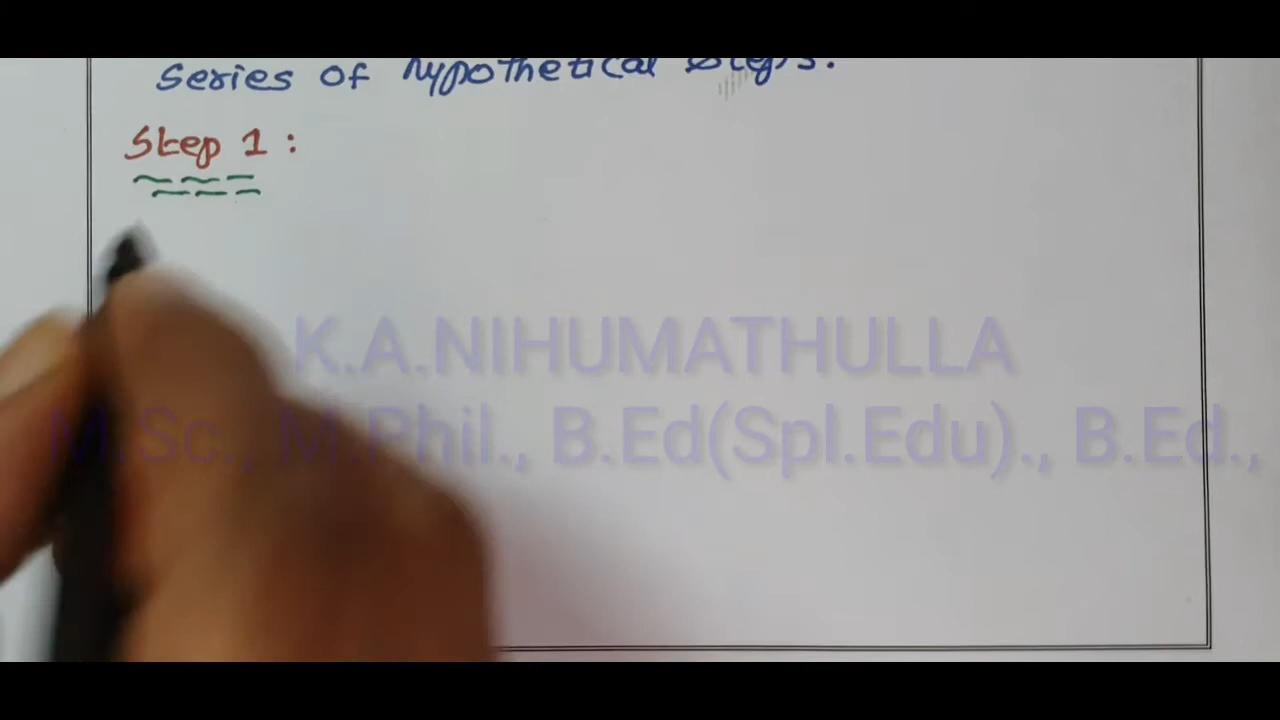 series of hypothetical steps.
Step 1 :
K.A.NIHUMATHULLA
M.Sc., M.Phil., B.Ed(Spl.Edu)., B.Ed.,